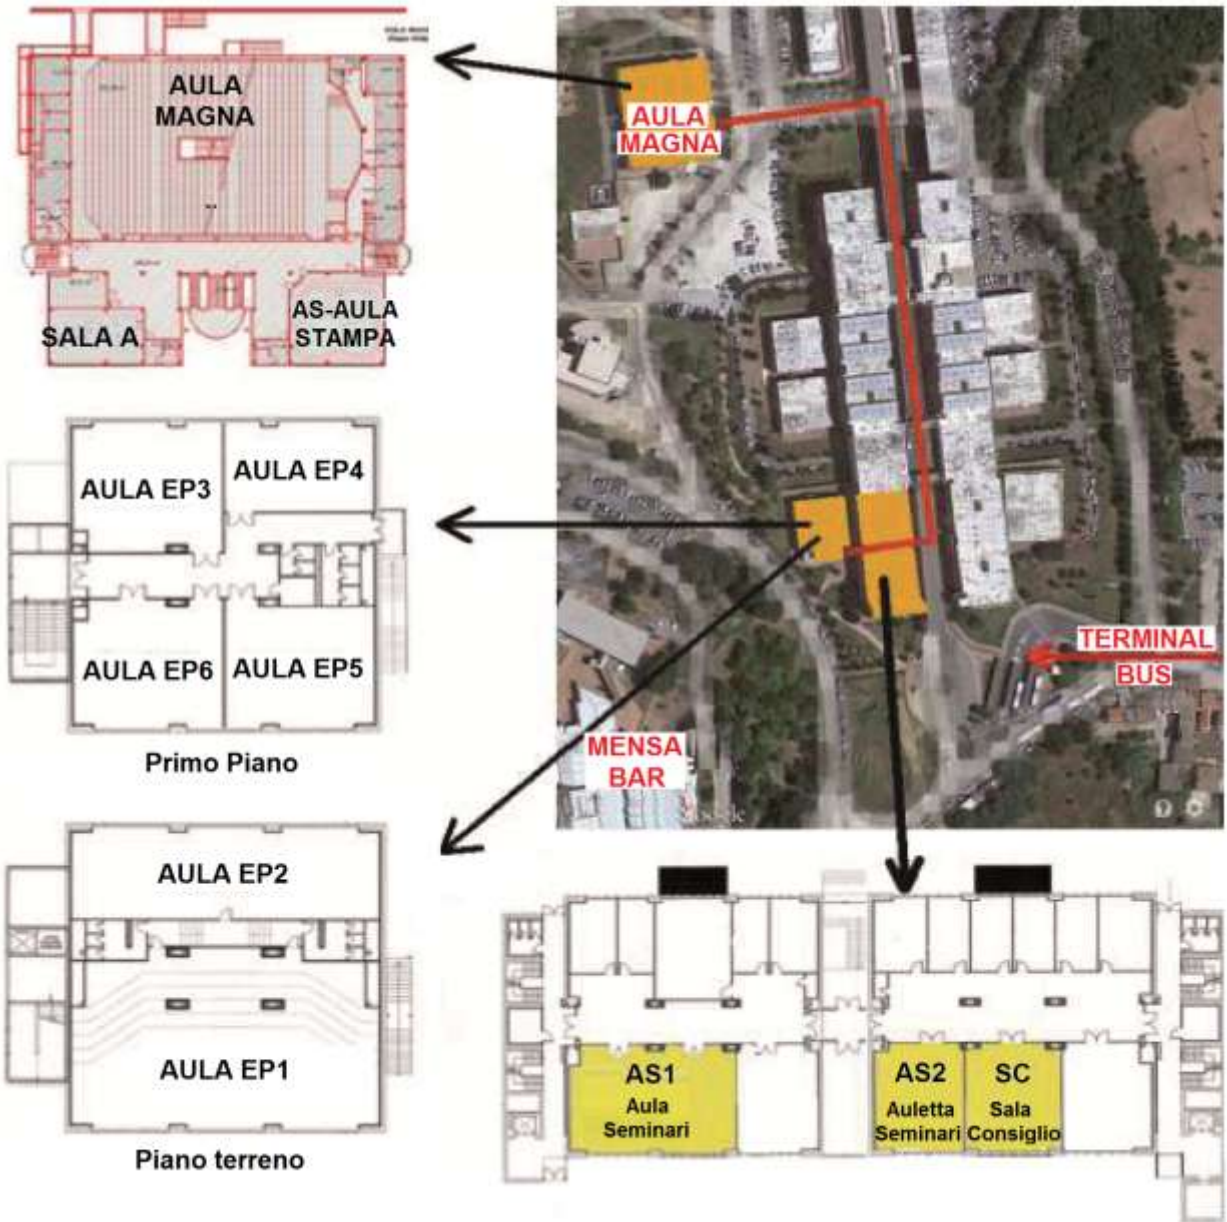 AULA
MAGNA
SALA A
AS-AULA
STAMPA
AULA
MAGNA
TERMINAL
BUS
MENSA
BAR
AULA EP3
AULA EP4
AULA EP6
AULA EP5
Primo Piano
AULA EP2
AULA EP1
Piano terreno
AS1
Aula
Seminari
AS2
Auletta
Seminari
SC
Sala
Consiglio
Google